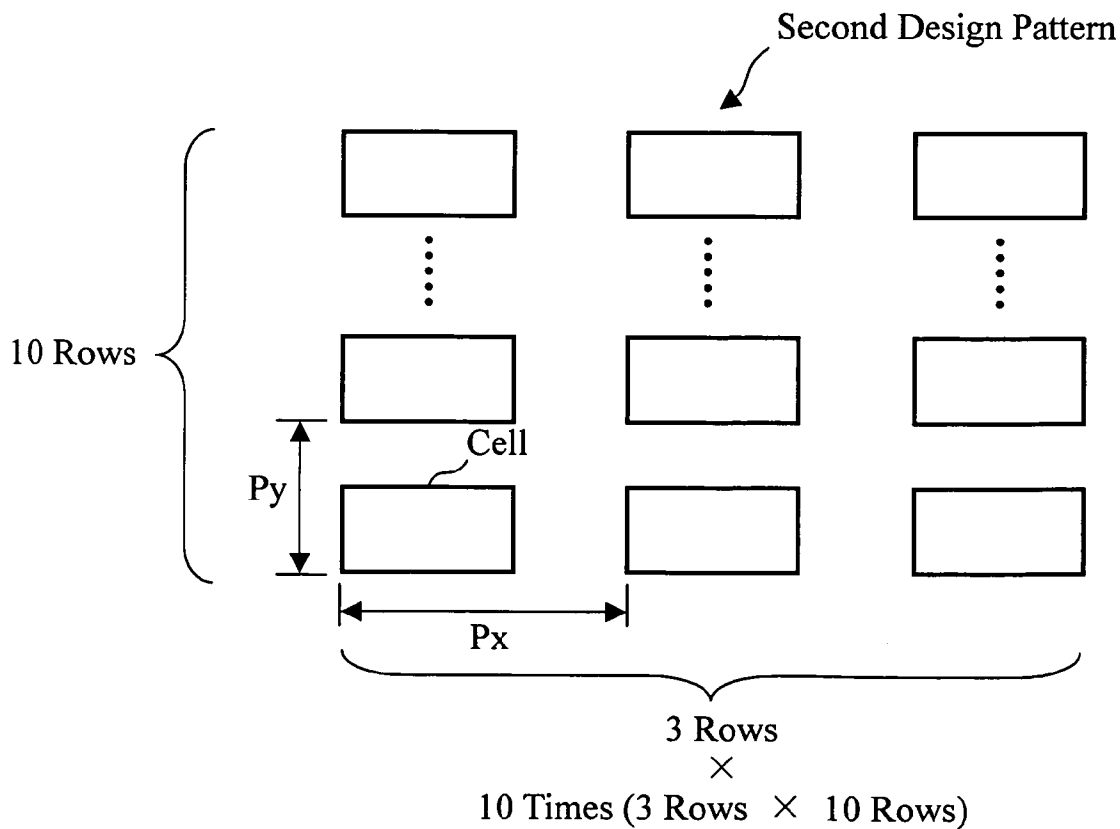 Second Design Pattern
10 Rows
Cell
Py
Px
3 Rows
×
10 Times (3 Rows × 10 Rows)